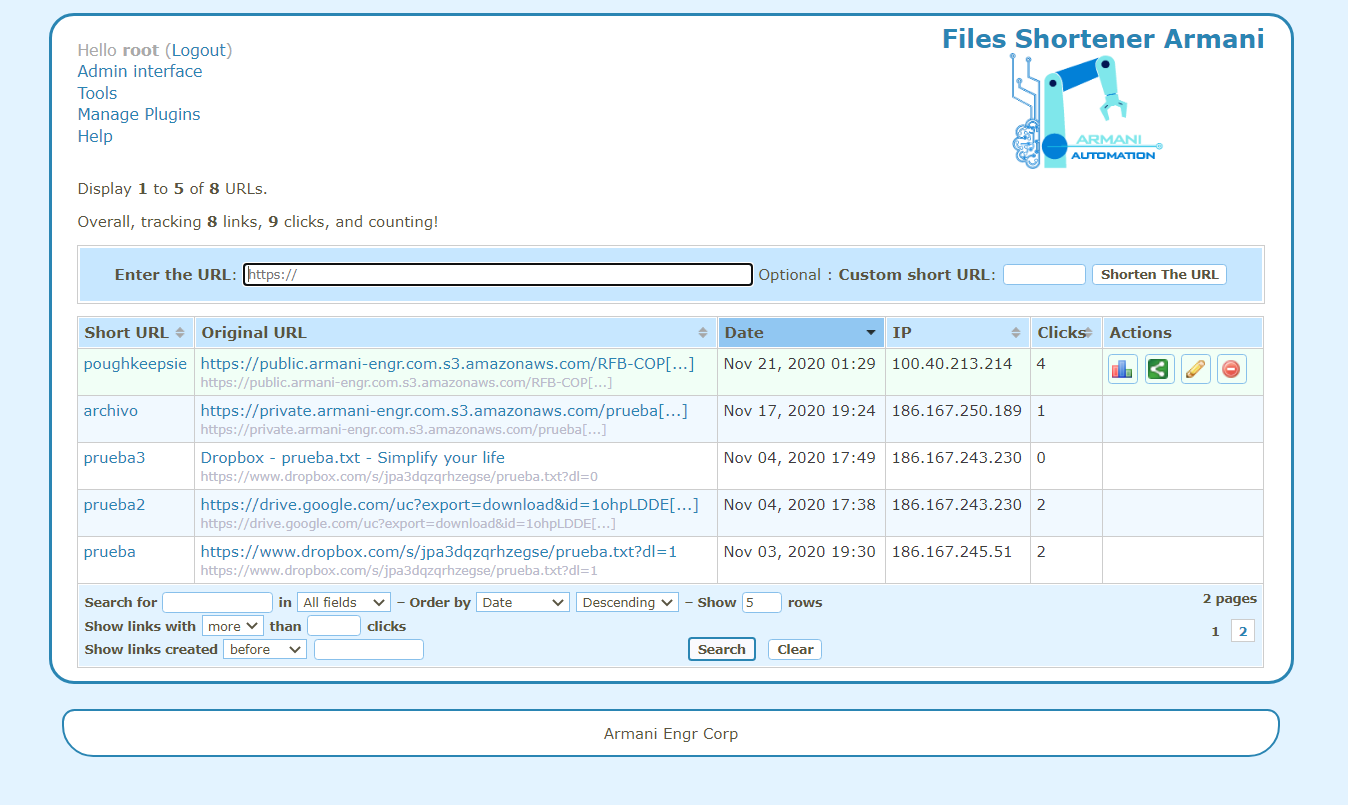 Hello root (Logout)
Files Shortener Armani
Admin interface
Tools
Manage Plugins
Help
ARMANI
AUTOMATION
Display 1 to 5 of 8 URLs.
Overall, tracking 8 links, 9 clicks, and counting!
Enter the URL: https:// Optional : Custom short URL: Shorten The URL
Short URL Original URL Date IP Clicks Actions
poughkeepsie https://public.armani-engr.com.s3.amazonaws.com/RFB-COP[...] Nov 21, 2020 01:29 100.40.213.214 4
https://public.armani-engr.com.s3.amazonaws.com/RFB-COP[...]
archivo https://private.armani-engr.com.s3.amazonaws.com/prueba[...] Nov 17, 2020 19:24 186.167.250.189 1
https://private.armani-engr.com.s3.amazonaws.com/prueba[...]
prueba3 Dropbox - prueba.txt - Simplify your life Nov 04, 2020 17:49 186.167.243.230 0
https://www.dropbox.com/s/jpa3dqzqrhzegse/prueba.txt?dl=0
prueba2 https://drive.google.com/uc?export=download&id=1ohpLDDE[...] Nov 04, 2020 17:38 186.167.243.230 2
https://drive.google.com/uc?export=download&id=1ohpLDDE[...]
prueba https://www.dropbox.com/s/jpa3dqzqrhzegse/prueba.txt?dl=1 Nov 03, 2020 19:30 186.167.245.51 2
https://www.dropbox.com/s/jpa3dqzqrhzegse/prueba.txt?dl=1
Search for in All fields – Order by Date Descending – Show 5 rows
2 pages
Show links with more than clicks
1 2
Show links created before Search Clear
Armani Engr Corp